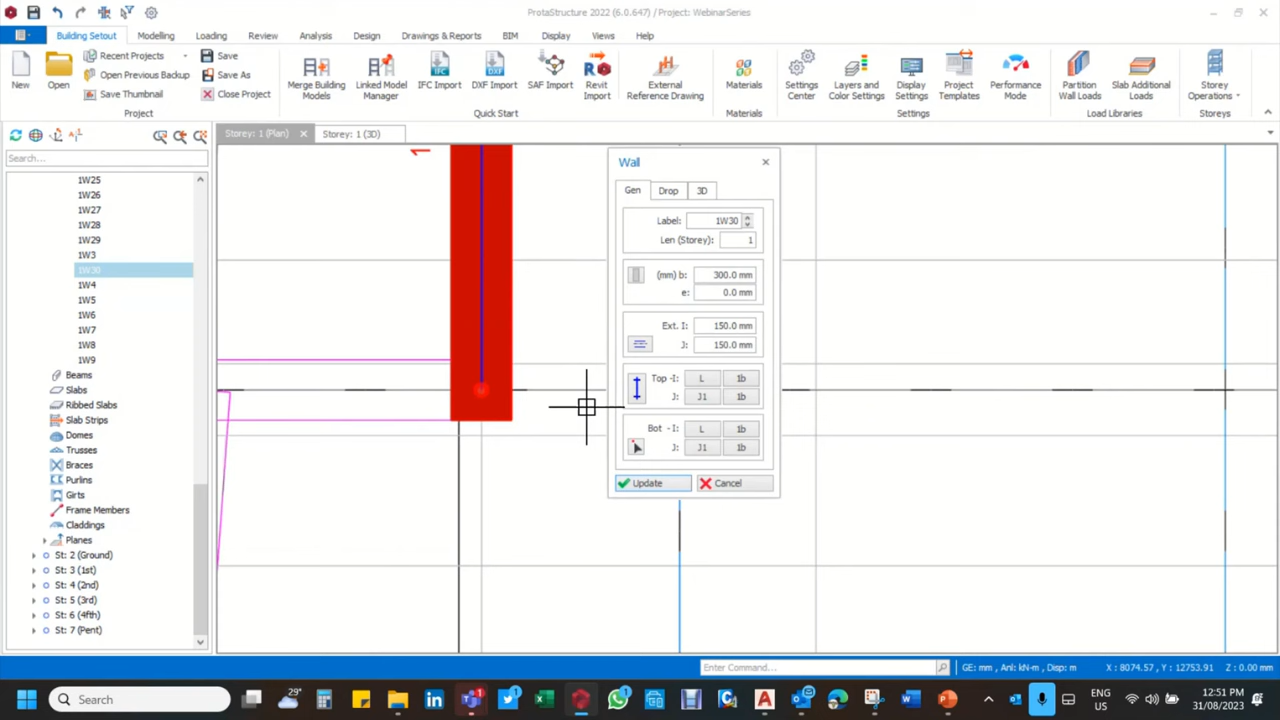 ProtaStructure 2022 (6.0.647) / Project: WebinarSeries
Building Setout Modelling Loading Review Analysis Design Drawings & Reports BIM Display Views Help
New
Open
Recent Projects
Open Previous Backup
Save Thumbnail
Save
Save As
Close Project
Merge Building Models
Linked Model Manager
IFC
IFC Import
DXF
DXF Import
SAF Import
Revit Import
External Reference Drawing
Materials
Settings Center
Layers and Color Settings
Display Settings
Project Templates
Performance Mode
Partition Wall Loads
Slab Additional Loads
Storey Operations
Project Quick Start Materials Settings Load Libraries Storeys
Storey: 1 (Plan)
Storey: 1 (3D)
Search...
1W25
1W26
1W27
1W28
1W29
1W3
1W30
1W4
1W5
1W6
1W7
1W8
1W9
Beams
Slabs
Ribbed Slabs
Slab Strips
Domes
Trusses
Braces
Purlins
Girts
Frame Members
Claddings
Planes
St: 2 (Ground)
St: 3 (1st)
St: 4 (2nd)
St: 5 (3rd)
St: 6 (4fth)
St: 7 (Pent)
Wall
Gen Drop 3D
Label: 1W30
Len (Storey): 1
(mm) b: 300.0 mm
e: 0.0 mm
Ext. I: 150.0 mm
J: 150.0 mm
Top -I: L 1b
J: J1 1b
Bot -I: L 1b
J: J1 1b
Update Cancel
Enter Command...
GE: mm , Anl: kN-m , Disp: m
X : 8074.57 , Y : 12753.91 Z : 0.00 mm
Search
29°
ENG
US
12:51 PM
31/08/2023